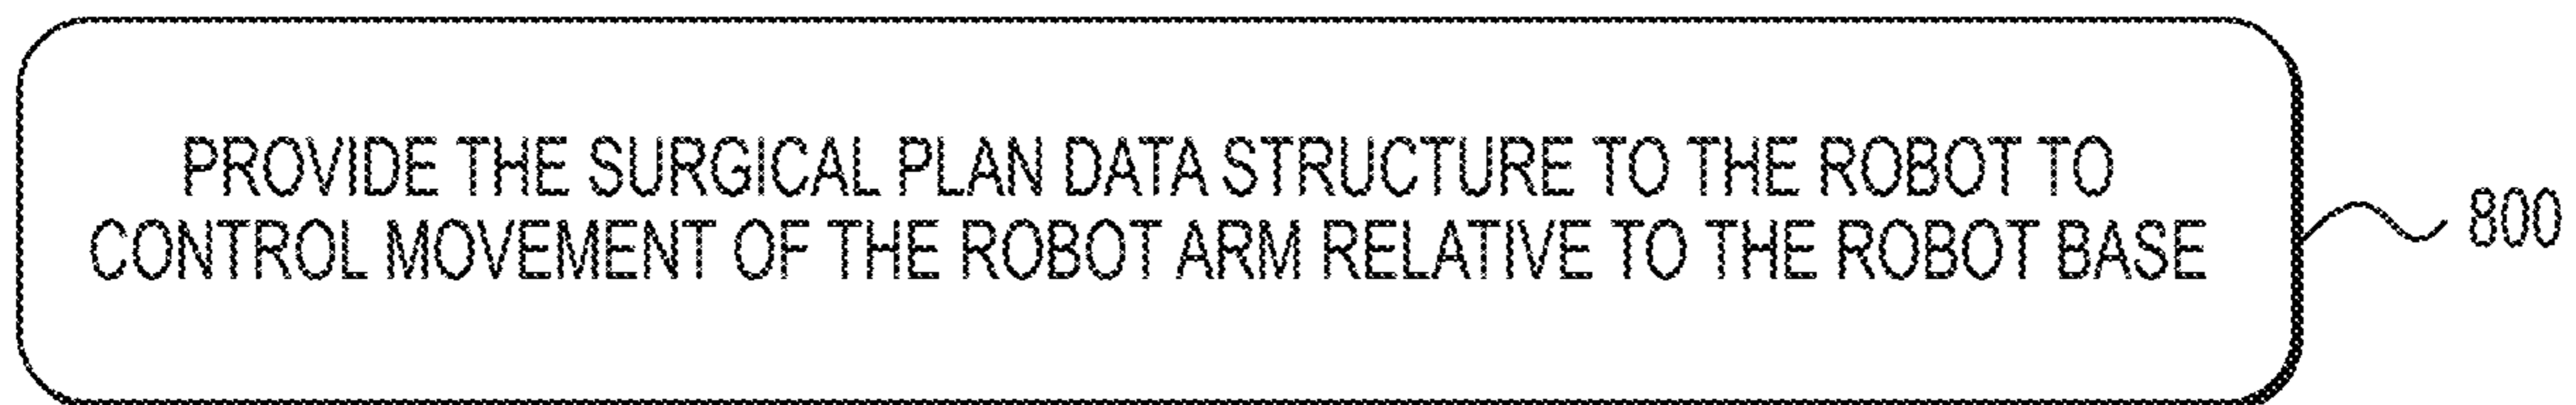 PROVIDE THE SURGICAL PLAN DATA STRUCTURE TO THE ROBOT TO
CONTROL MOVEMENT OF THE ROBOT ARM RELATIVE TO THE ROBOT BASE
800